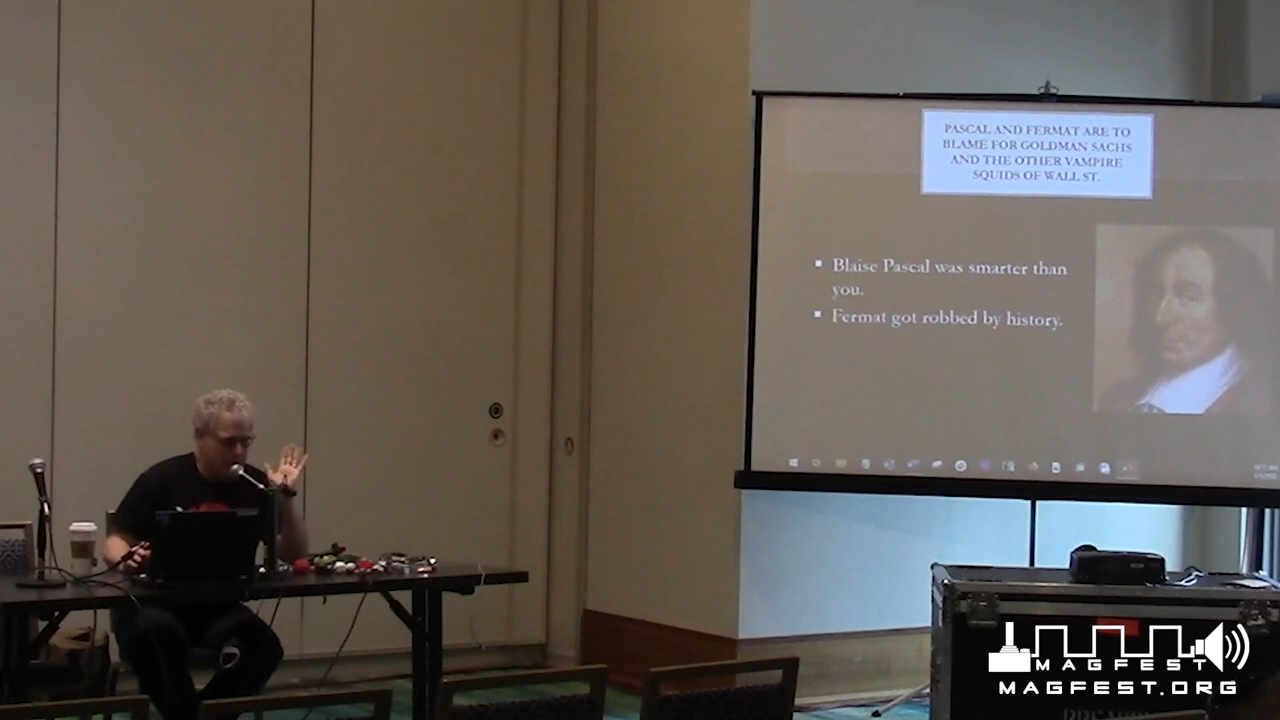 PASCAL AND FERMAT ARE TO
BLAME FOR GOLDMAN SACHS
AND THE OTHER VAMPIRE
SQUIDS OF WALL ST.
▪ Blaise Pascal was smarter than
you.
▪ Fermat got robbed by history.
MAGFEST
MAGFEST.ORG